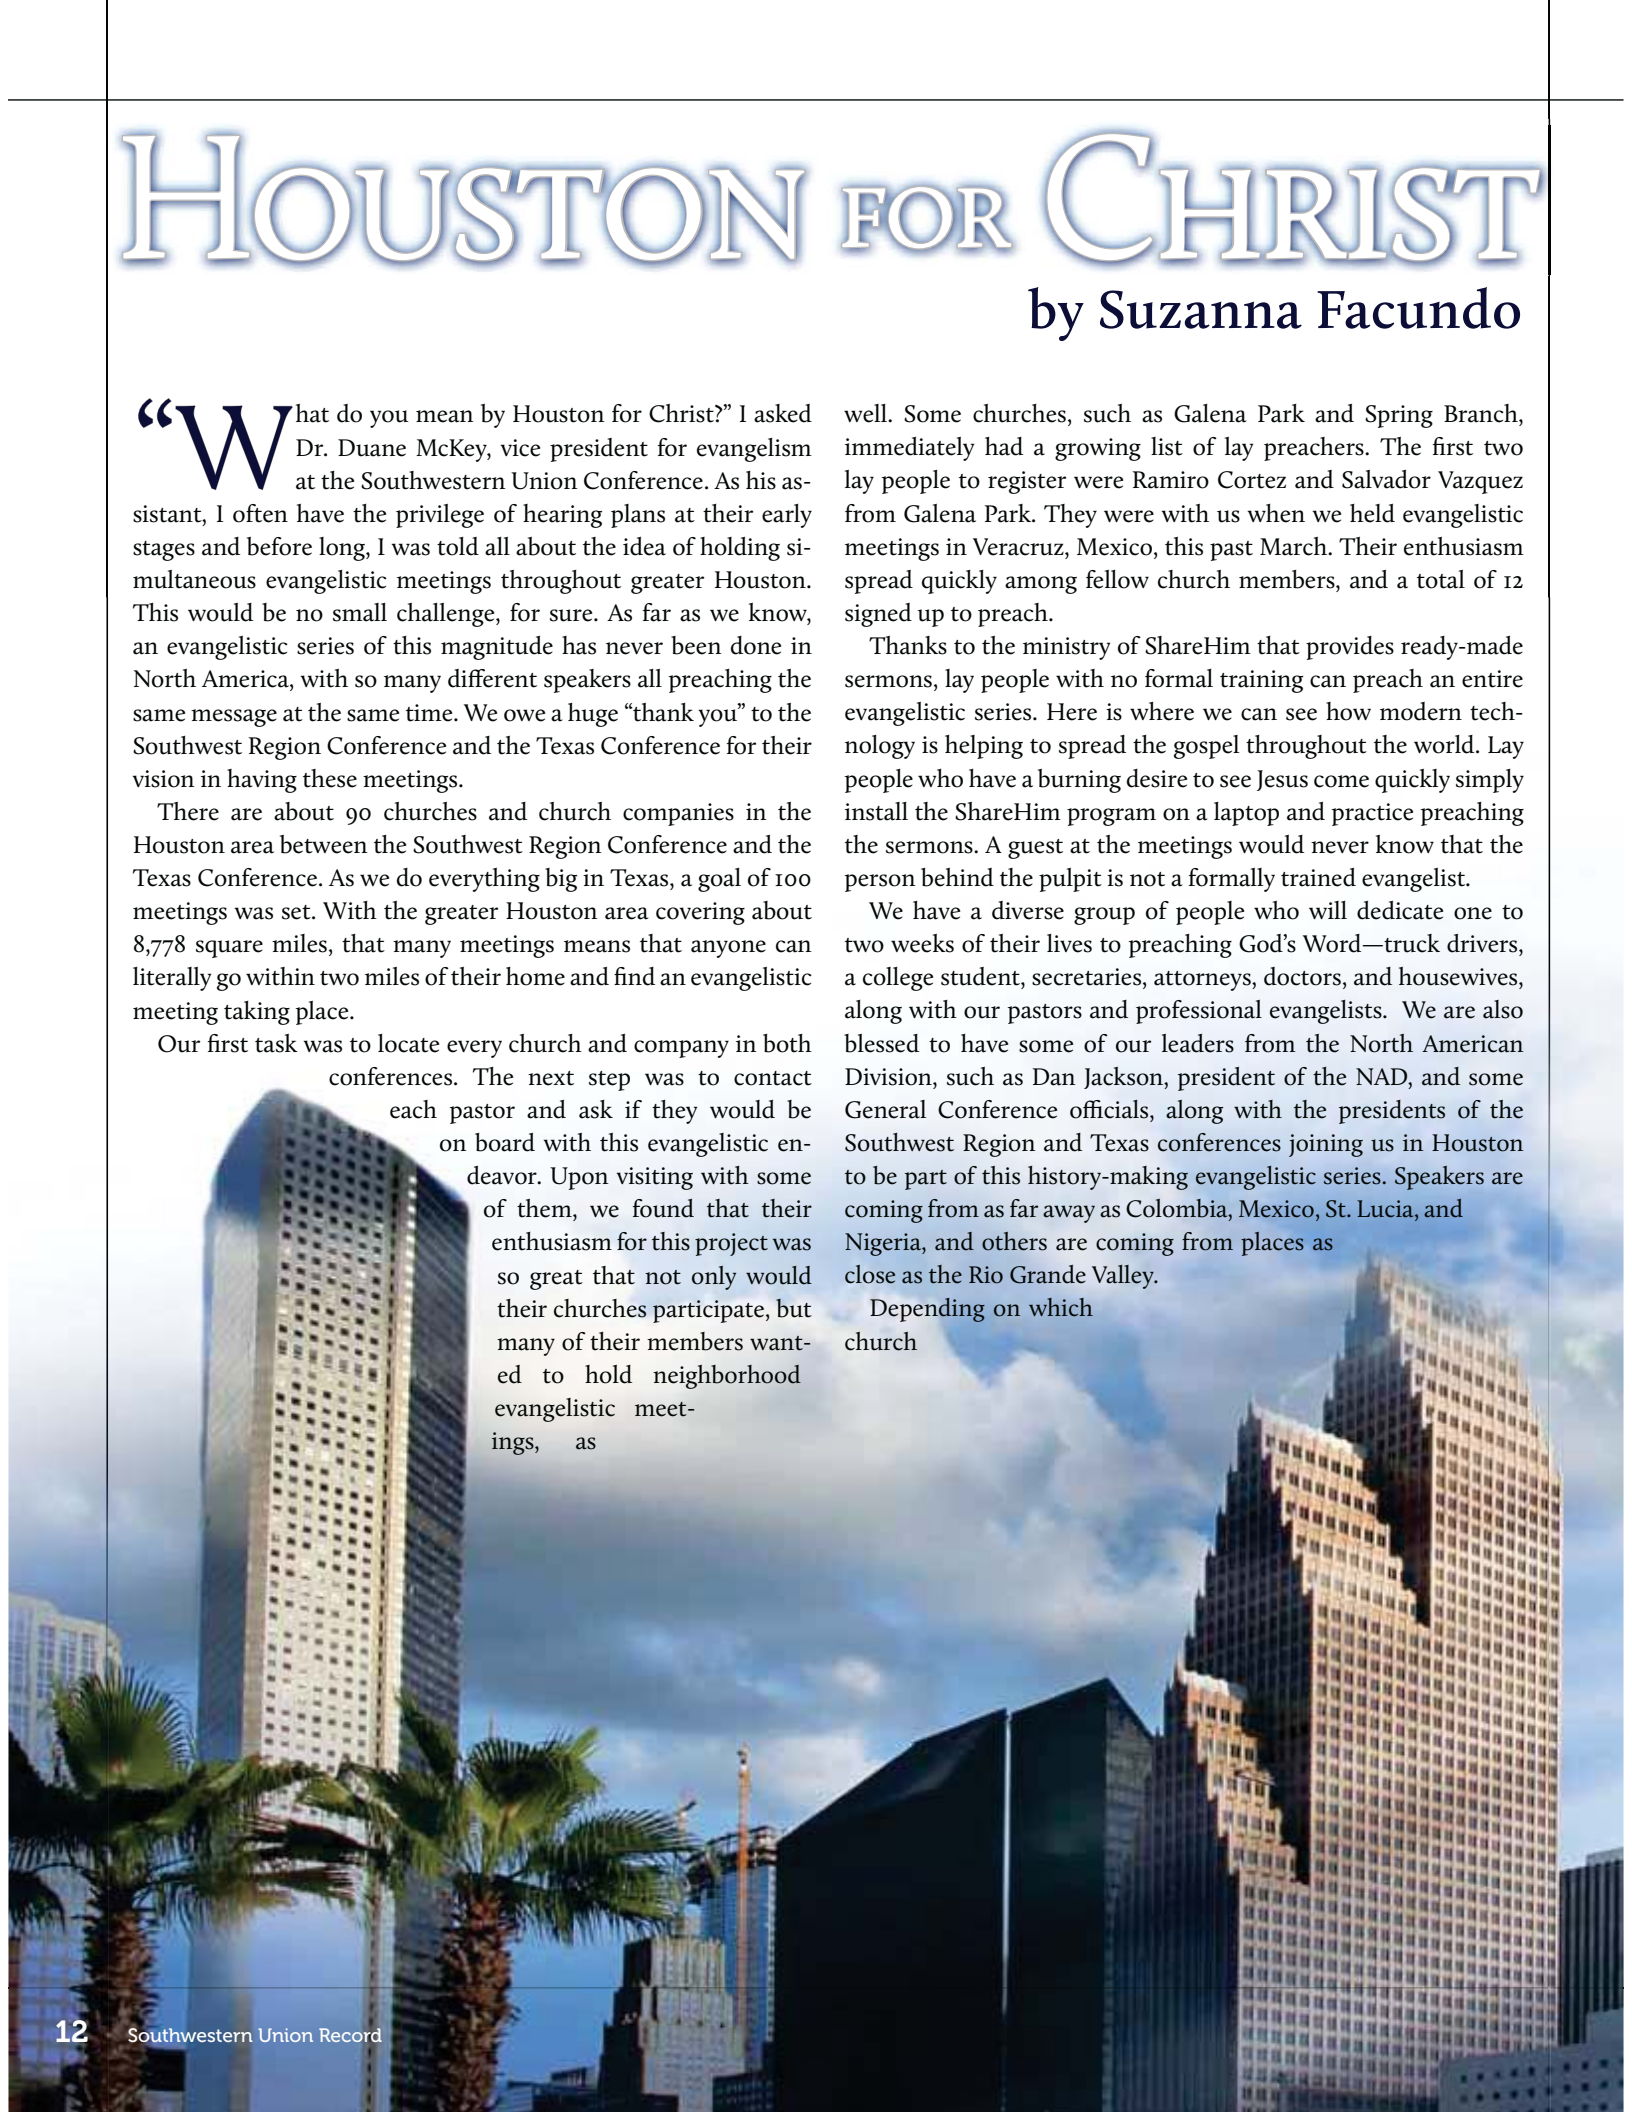 HOUSTON FOR CHRIST
by Suzanna Facundo
“What do you mean by Houston for Christ?” I asked
Dr. Duane McKey, vice president for evangelism
at the Southwestern Union Conference. As his as-
sistant, I often have the privilege of hearing plans at their early
stages and before long, I was told all about the idea of holding si-
multaneous evangelistic meetings throughout greater Houston.
This would be no small challenge, for sure. As far as we know,
an evangelistic series of this magnitude has never been done in
North America, with so many different speakers all preaching the
same message at the same time. We owe a huge “thank you” to the
Southwest Region Conference and the Texas Conference for their
vision in having these meetings.
There are about 90 churches and church companies in the
Houston area between the Southwest Region Conference and the
Texas Conference. As we do everything big in Texas, a goal of 100
meetings was set. With the greater Houston area covering about
8,778 square miles, that many meetings means that anyone can
literally go within two miles of their home and find an evangelistic
meeting taking place.
Our first task was to locate every church and company in both
conferences. The next step was to contact
each pastor and ask if they would be
on board with this evangelistic en-
deavor. Upon visiting with some
of them, we found that their
enthusiasm for this project was
so great that not only would
their churches participate, but
many of their members want-
ed to hold neighborhood
evangelistic meet-
ings, as
well. Some churches, such as Galena Park and Spring Branch,
immediately had a growing list of lay preachers. The first two
lay people to register were Ramiro Cortez and Salvador Vazquez
from Galena Park. They were with us when we held evangelistic
meetings in Veracruz, Mexico, this past March. Their enthusiasm
spread quickly among fellow church members, and a total of 12
signed up to preach.
Thanks to the ministry of ShareHim that provides ready-made
sermons, lay people with no formal training can preach an entire
evangelistic series. Here is where we can see how modern tech-
nology is helping to spread the gospel throughout the world. Lay
people who have a burning desire to see Jesus come quickly simply
install the ShareHim program on a laptop and practice preaching
the sermons. A guest at the meetings would never know that the
person behind the pulpit is not a formally trained evangelist.
We have a diverse group of people who will dedicate one to
two weeks of their lives to preaching God’s Word—truck drivers,
a college student, secretaries, attorneys, doctors, and housewives,
along with our pastors and professional evangelists. We are also
blessed to have some of our leaders from the North American
Division, such as Dan Jackson, president of the NAD, and some
General Conference officials, along with the presidents of the
Southwest Region and Texas conferences joining us in Houston
to be part of this history-making evangelistic series. Speakers are
coming from as far away as Colombia, Mexico, St. Lucia, and
Nigeria, and others are coming from places as
close as the Rio Grande Valley.
Depending on which
church
12 Southwestern Union Record